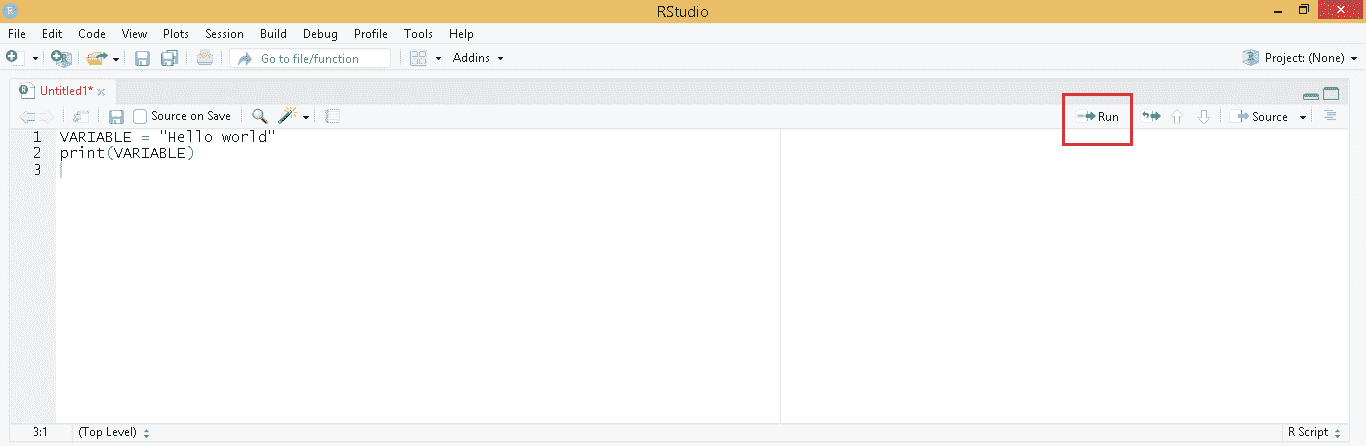 RStudio
File Edit Code View Plots Session Build Debug Profile Tools Help
Go to file/function Addins Project: (None)
Untitled1*
Source on Save Run Source
1 VARIABLE = "Hello world"
2 print(VARIABLE)
3
3:1 (Top Level) R Script